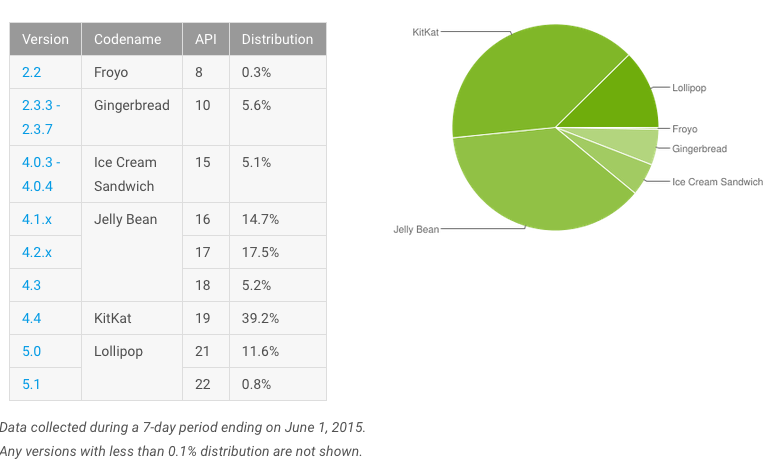 Version Codename API Distribution
2.2 Froyo 8 0.3%
2.3.3 - Gingerbread 10 5.6%
2.3.7
4.0.3 - Ice Cream 15 5.1%
4.0.4 Sandwich
4.1.x Jelly Bean 16 14.7%
4.2.x 17 17.5%
4.3 18 5.2%
4.4 KitKat 19 39.2%
5.0 Lollipop 21 11.6%
5.1 22 0.8%
Data collected during a 7-day period ending on June 1, 2015.
Any versions with less than 0.1% distribution are not shown.
KitKat
Lollipop
Froyo
Gingerbread
Ice Cream Sandwich
Jelly Bean